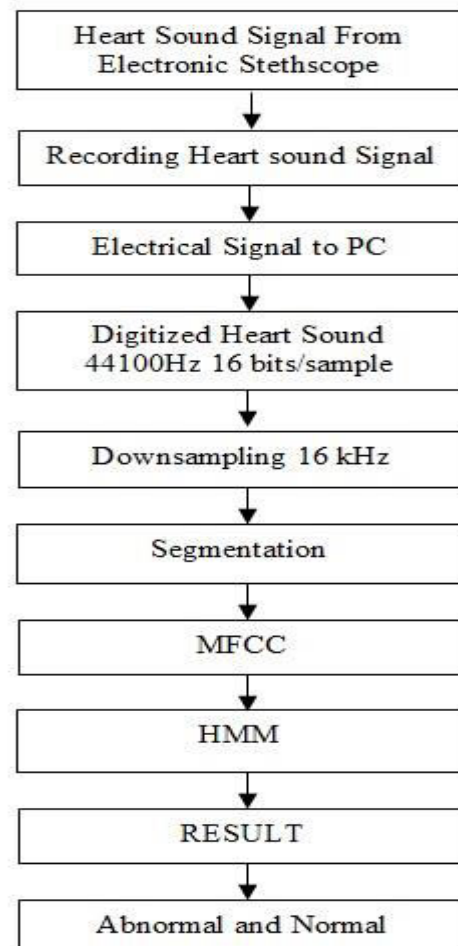 Heart Sound Signal From
Electronic Stethscope
Recording Heart sound Signal
Electrical Signal to PC
Digitized Heart Sound
44100Hz 16 bits/sample
Downsampling 16 kHz
Segmentation
MFCC
HMM
RESULT
Abnormal and Normal